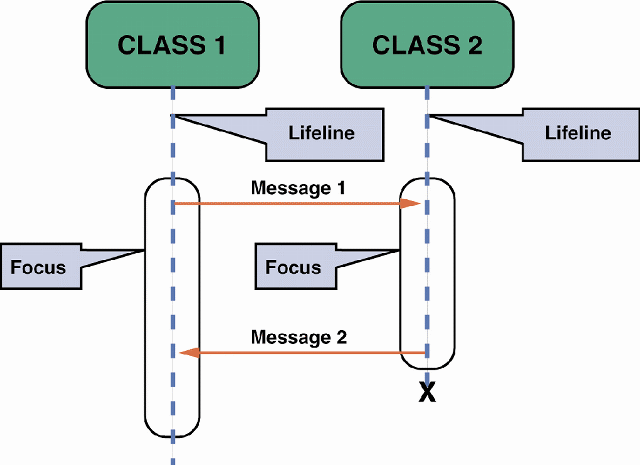 CLASS 1
CLASS 2
Lifeline
Lifeline
Message 1
Focus
Focus
Message 2
X